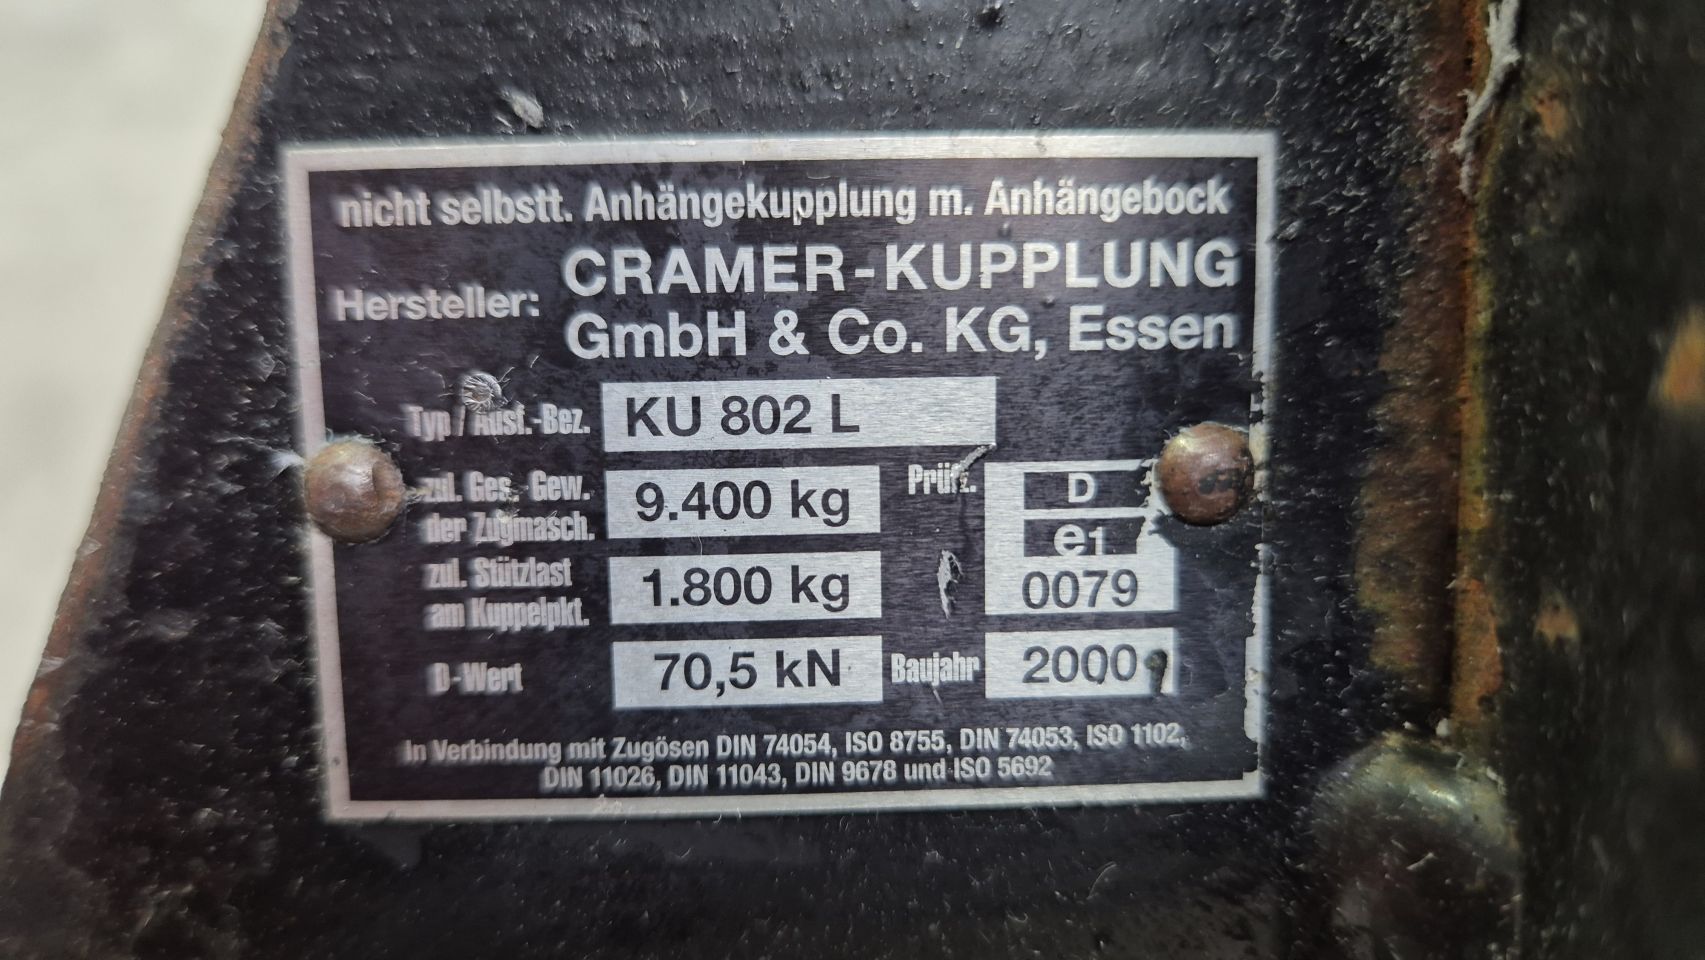 nicht selbstt. Anhängekupplung m. Anhängebock
Hersteller: CRAMER-KUPPLUNG
GmbH & Co. KG, Essen
Typ / Ausf.-Bez. KU 802 L
zul. Ges. Gew. der Zugmasch. 9.400 kg
Prüfz. D
e1
0079
zul. Stützlast am Kuppelpkt. 1.800 kg
D-Wert 70,5 kN
Baujahr 2000
In Verbindung mit Zugösen DIN 74054, ISO 8755, DIN 74053, ISO 1102,
DIN 11026, DIN 11043, DIN 9678 und ISO 5692